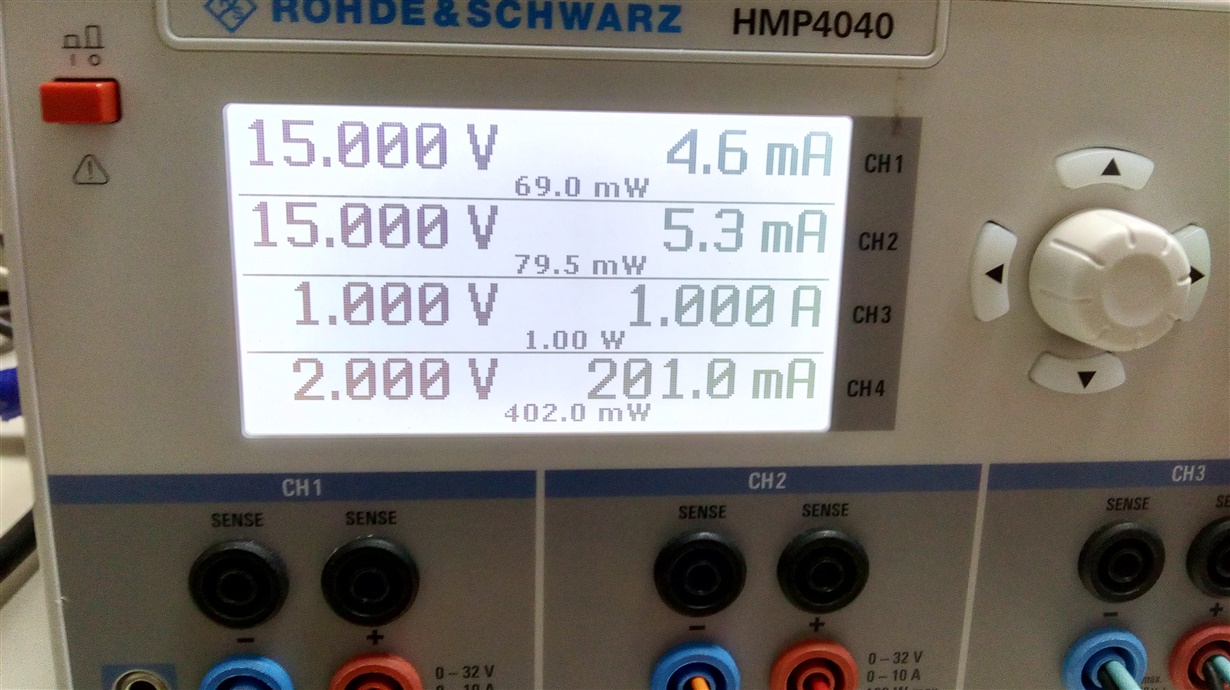 ROHDE & SCHWARZ HMP4040
I O
15.000 V 4.6 mA CH1
69.0 mW
15.000 V 5.3 mA CH2
79.5 mW
1.000 V 1.000 A CH3
1.00 W
2.000 V 201.0 mA CH4
402.0 mW
CH1 CH2 CH3
SENSE SENSE SENSE SENSE SENSE
− + − + − +
0 – 32 V 0 – 32 V
0 – 10 A 0 – 10 A